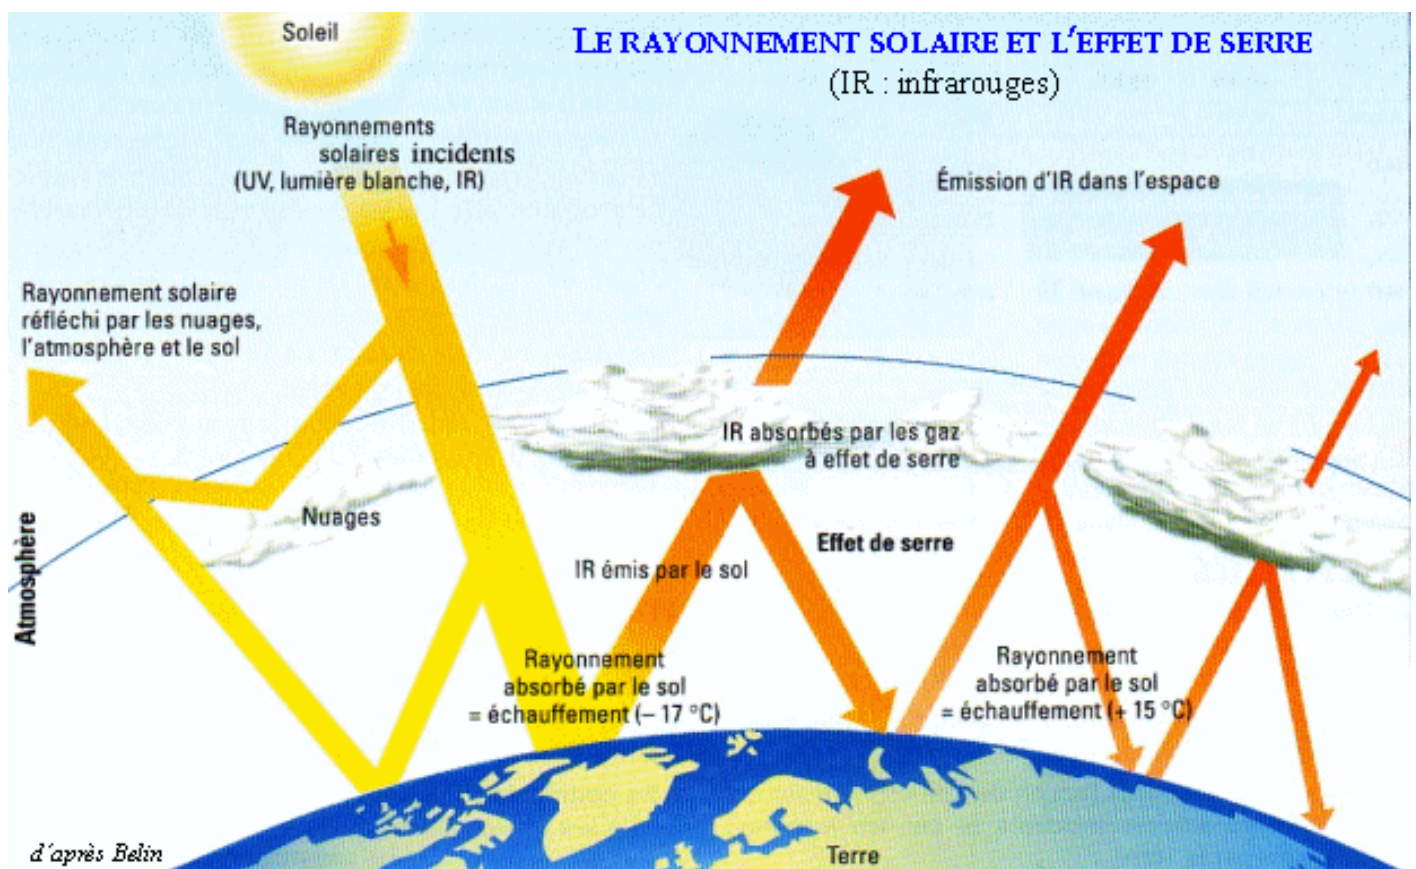 Soleil
LE RAYONNEMENT SOLAIRE ET L'EFFET DE SERRE
(IR : infrarouges)
Rayonnements
solaires incidents
(UV, lumière blanche, IR)
Émission d'IR dans l'espace
Rayonnement solaire
réfléchi par les nuages,
l'atmosphère et le sol
IR absorbés par les gaz
à effet de serre
Nuages
Atmosphère
Effet de serre
IR émis par le sol
Rayonnement
absorbé par le sol
= échauffement (– 17 °C)
Rayonnement
absorbé par le sol
= échauffement (+ 15 °C)
d'après Belin
Terre